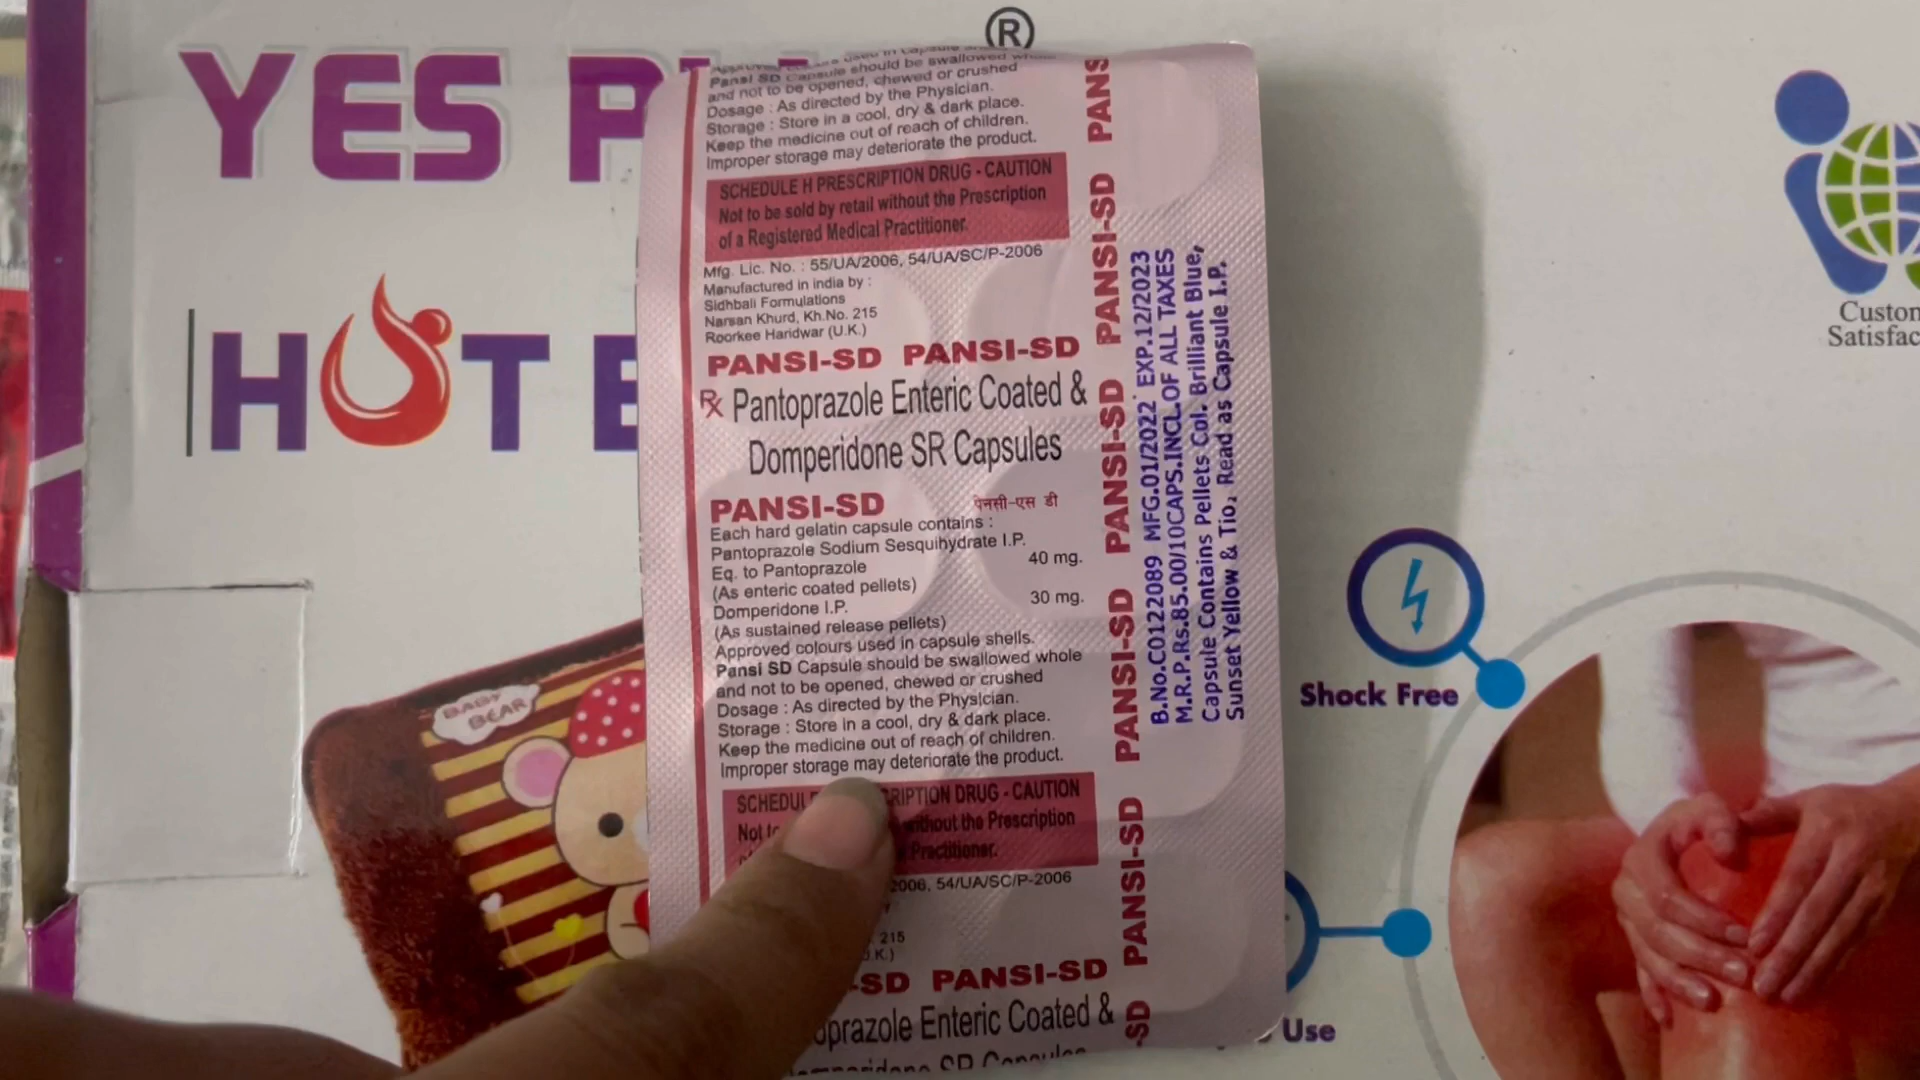 YES
®
HOT
BABY
BEAR
Shock Free
Use
Custom
Satisfac
Pansi SD Capsule should be swallowed
and not to be opened, chewed or crushed
Dosage : As directed by the Physician.
Storage : Store in a cool, dry & dark place.
Keep the medicine out of reach of children.
Improper storage may deteriorate the product.
SCHEDULE H PRESCRIPTION DRUG - CAUTION
Not to be sold by retail without the Prescription
of a Registered Medical Practitioner.
Mfg. Lic. No. : 55/UA/2006, 54/UA/SC/P-2006
Manufactured in india by :
Sidhbali Formulations
Narsan Khurd, Kh.No. 215
Roorkee Haridwar (U.K.)
PANSI-SD PANSI-SD
Rx Pantoprazole Enteric Coated &
Domperidone SR Capsules
PANSI-SD पेनसी-एस डी
Each hard gelatin capsule contains :
Pantoprazole Sodium Sesquihydrate I.P.
Eq. to Pantoprazole 40 mg.
(As enteric coated pellets)
Domperidone I.P. 30 mg.
(As sustained release pellets)
Approved colours used in capsule shells.
Pansi SD Capsule should be swallowed whole
and not to be opened, chewed or crushed
Dosage : As directed by the Physician.
Storage : Store in a cool, dry & dark place.
Keep the medicine out of reach of children.
Improper storage may deteriorate the product.
DRUG - CAUTION
without the Prescription
Practitioner.
2006, 54/UA/SC/P-2006
215
-SD PANSI-SD
Enteric Coated &
SR Capsules
PANSI-SD PANSI-SD PANSI-SD PANSI-SD PANSI-SD
B.No.C0122089 MFG.01/2022 EXP.12/2023
M.R.P.Rs.85.00/10CAPS.INCL.OF ALL TAXES
Capsule Contains Pellets Col. Brilliant Blue,
Sunset Yellow & Tio, Read as Capsule I.P.